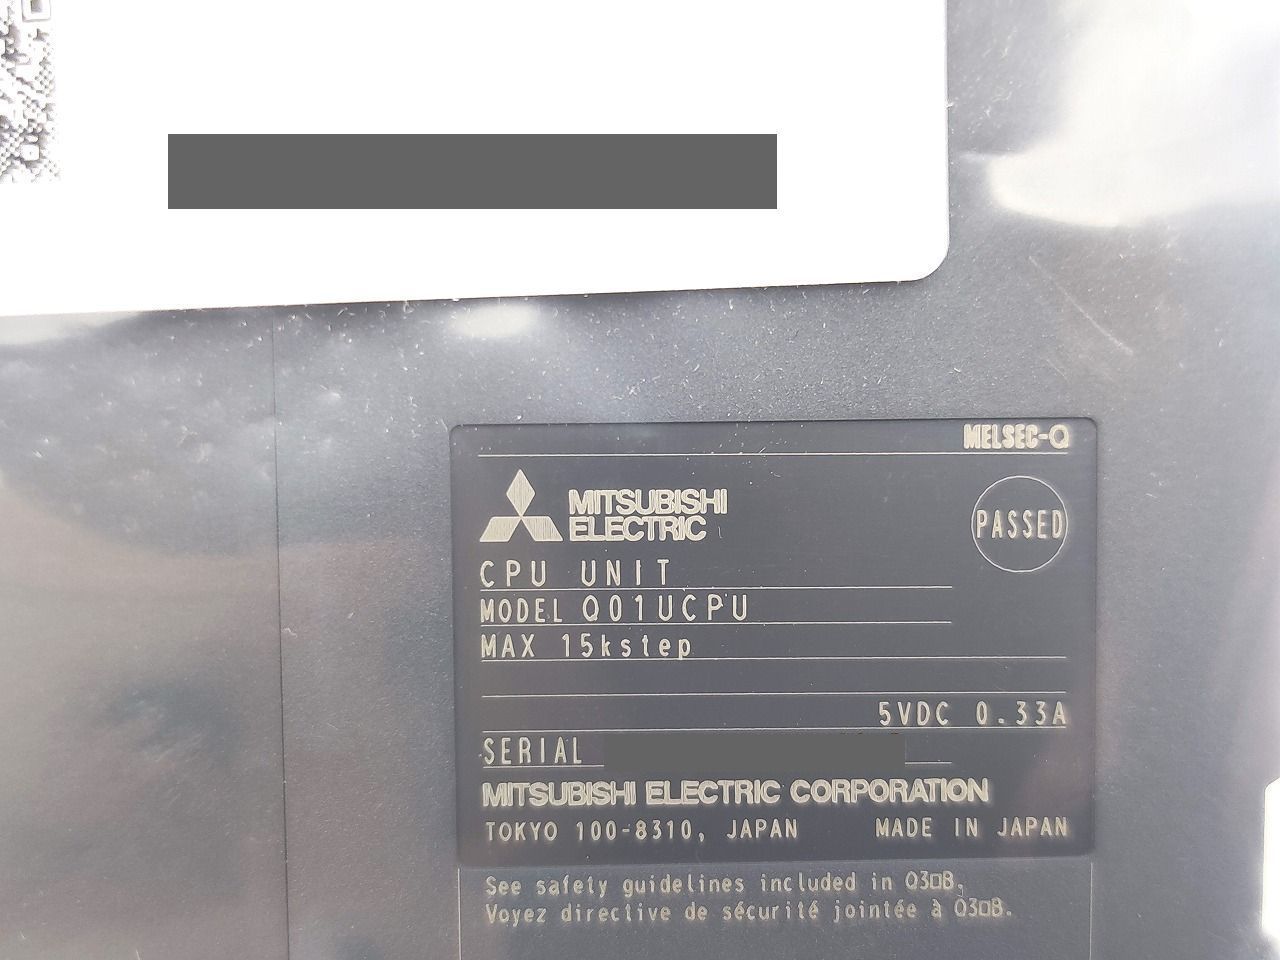 MELSEC-Q
MITSUBISHI
ELECTRIC
PASSED
CPU UNIT
MODEL Q01UCPU
MAX 15kstep
5VDC 0.33A
SERIAL
MITSUBISHI ELECTRIC CORPORATION
TOKYO 100-8310, JAPAN MADE IN JAPAN
See safety guidelines included in Q3□B.
Voyez directive de sécurité jointée à Q3□B.